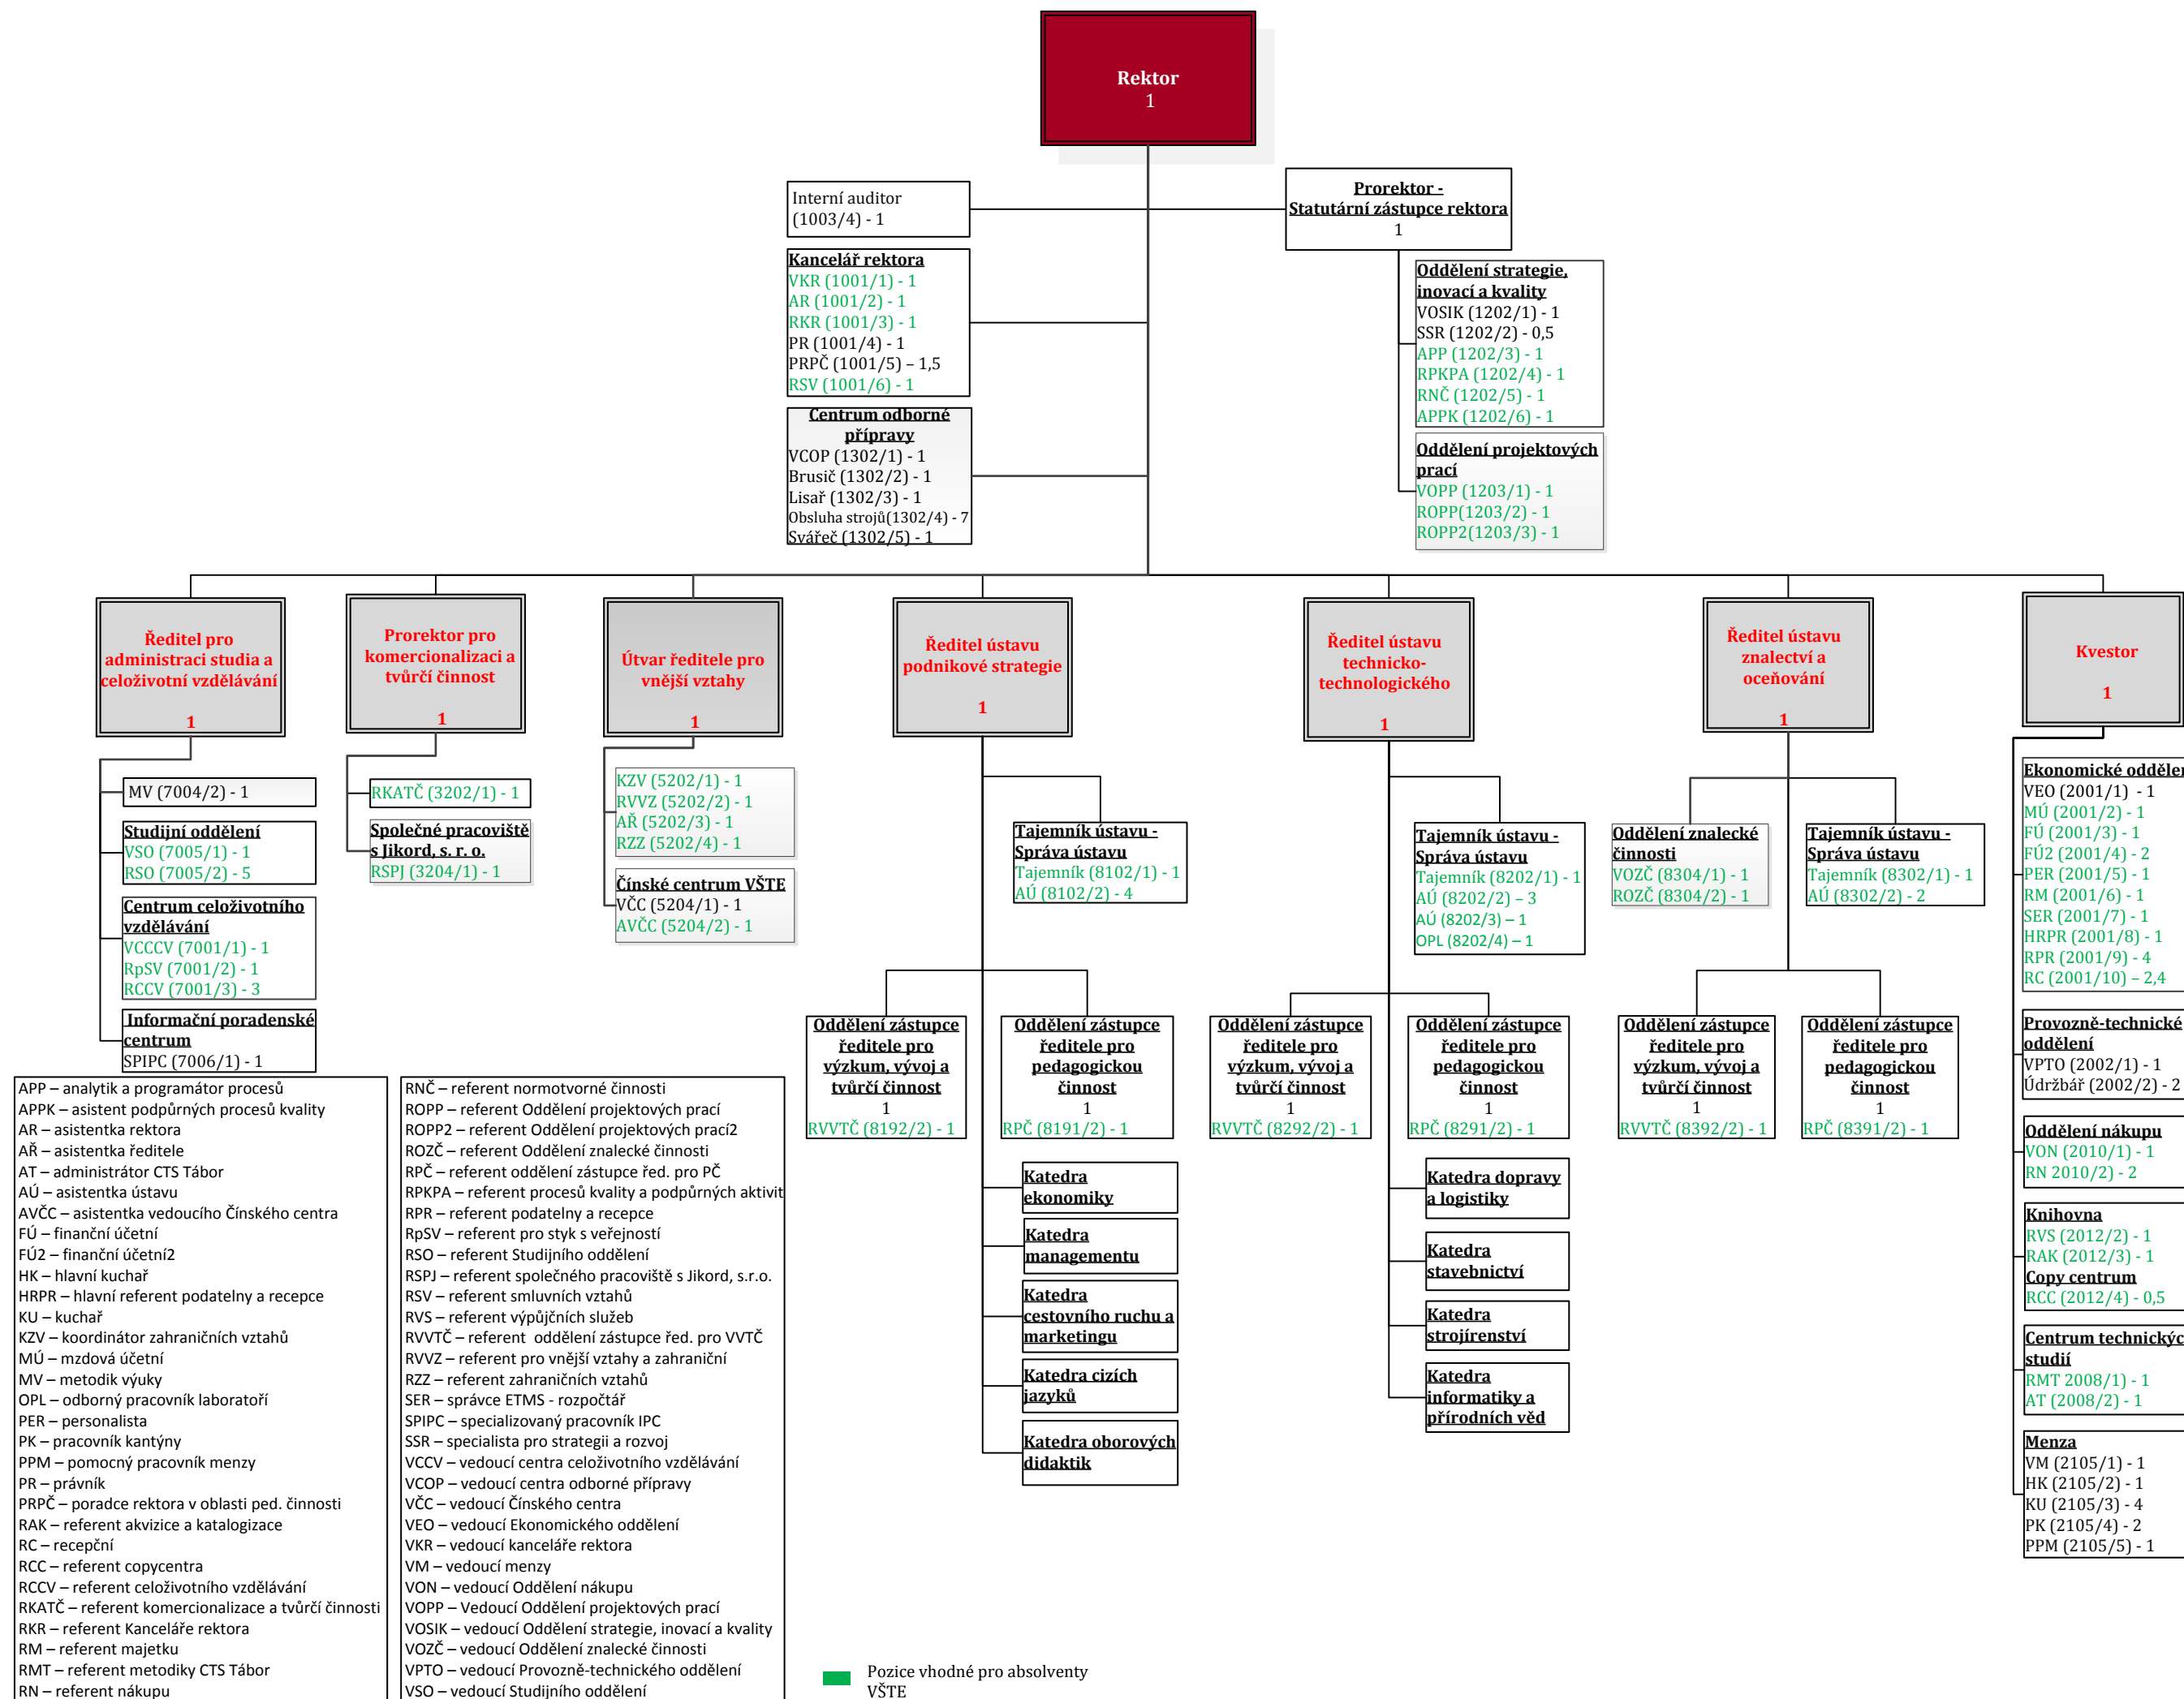 Rektor
1
Interní auditor
(1003/4) - 1
Prorektor -
Statutární zástupce rektora
1
Kancelář rektora
VKR (1001/1) - 1
AR (1001/2) - 1
RKR (1001/3) - 1
PR (1001/4) - 1
PRPČ (1001/5) – 1,5
RSV (1001/6) - 1
Oddělení strategie,
inovací a kvality
VOSIK (1202/1) - 1
SSR (1202/2) - 0,5
APP (1202/3) - 1
RPKPA (1202/4) - 1
RNČ (1202/5) - 1
APPK (1202/6) - 1
Centrum odborné
přípravy
VCOP (1302/1) - 1
Brusič (1302/2) - 1
Lisař (1302/3) - 1
Obsluha strojů(1302/4) - 7
Svářeč (1302/5) - 1
Oddělení projektových
prací
VOPP (1203/1) - 1
ROPP(1203/2) - 1
ROPP2(1203/3) - 1
Ředitel pro
administraci studia a
celoživotní vzdělávání
1
Prorektor pro
komercionalizaci a
tvůrčí činnost
1
Útvar ředitele pro
vnější vztahy
1
Ředitel ústavu
podnikové strategie
1
Ředitel ústavu
technicko-
technologického
1
Ředitel ústavu
znalectví a
oceňování
1
Kvestor
1
MV (7004/2) - 1
Studijní oddělení
VSO (7005/1) - 1
RSO (7005/2) - 5
Centrum celoživotního
vzdělávání
VCCCV (7001/1) - 1
RpSV (7001/2) - 1
RCCV (7001/3) - 3
Informační poradenské
centrum
SPIPC (7006/1) - 1
RKATČ (3202/1) - 1
Společné pracoviště
s Jikord, s. r. o.
RSPJ (3204/1) - 1
KZV (5202/1) - 1
RVVZ (5202/2) - 1
AŘ (5202/3) - 1
RZZ (5202/4) - 1
Čínské centrum VŠTE
VČC (5204/1) - 1
AVČC (5204/2) - 1
Tajemník ústavu -
Správa ústavu
Tajemník (8102/1) - 1
AÚ (8102/2) - 4
Oddělení zástupce
ředitele pro
výzkum, vývoj a
tvůrčí činnost
1
RVVTČ (8192/2) - 1
Oddělení zástupce
ředitele pro
pedagogickou
činnost
1
RPČ (8191/2) - 1
Katedra
ekonomiky
Katedra
managementu
Katedra
cestovního ruchu a
marketingu
Katedra cizích
jazyků
Katedra oborových
didaktik
Tajemník ústavu -
Správa ústavu
Tajemník (8202/1) - 1
AÚ (8202/2) – 3
AÚ (8202/3) – 1
OPL (8202/4) – 1
Oddělení zástupce
ředitele pro
výzkum, vývoj a
tvůrčí činnost
1
RVVTČ (8292/2) - 1
Oddělení zástupce
ředitele pro
pedagogickou
činnost
1
RPČ (8291/2) - 1
Katedra dopravy
a logistiky
Katedra
stavebnictví
Katedra
strojírenství
Katedra
informatiky a
přírodních věd
Oddělení znalecké
činnosti
VOZČ (8304/1) - 1
ROZČ (8304/2) - 1
Tajemník ústavu -
Správa ústavu
Tajemník (8302/1) - 1
AÚ (8302/2) - 2
Oddělení zástupce
ředitele pro
výzkum, vývoj a
tvůrčí činnost
1
RVVTČ (8392/2) - 1
Oddělení zástupce
ředitele pro
pedagogickou
činnost
1
RPČ (8391/2) - 1
Ekonomické odděle
VEO (2001/1) - 1
MÚ (2001/2) - 1
FÚ (2001/3) - 1
FÚ2 (2001/4) - 2
PER (2001/5) - 1
RM (2001/6) - 1
SER (2001/7) - 1
HRPR (2001/8) - 1
RPR (2001/9) - 4
RC (2001/10) – 2,4
Provozně-technické
oddělení
VPTO (2002/1) - 1
Údržbář (2002/2) - 2
Oddělení nákupu
VON (2010/1) - 1
RN 2010/2) - 2
Knihovna
RVS (2012/2) - 1
RAK (2012/3) - 1
Copy centrum
RCC (2012/4) - 0,5
Centrum technickýc
studií
RMT 2008/1) - 1
AT (2008/2) - 1
Menza
VM (2105/1) - 1
HK (2105/2) - 1
KU (2105/3) - 4
PK (2105/4) - 2
PPM (2105/5) - 1
APP – analytik a programátor procesů
APPK – asistent podpůrných procesů kvality
AR – asistentka rektora
AŘ – asistentka ředitele
AT – administrátor CTS Tábor
AÚ – asistentka ústavu
AVČC – asistentka vedoucího Čínského centra
FÚ – finanční účetní
FÚ2 – finanční účetní2
HK – hlavní kuchař
HRPR – hlavní referent podatelny a recepce
KU – kuchař
KZV – koordinátor zahraničních vztahů
MÚ – mzdová účetní
MV – metodik výuky
OPL – odborný pracovník laboratoří
PER – personalista
PK – pracovník kantýny
PPM – pomocný pracovník menzy
PR – právník
PRPČ – poradce rektora v oblasti ped. činnosti
RAK – referent akvizice a katalogizace
RC – recepční
RCC – referent copycentra
RCCV – referent celoživotního vzdělávání
RKATČ – referent komercionalizace a tvůrčí činnosti
RKR – referent Kanceláře rektora
RM – referent majetku
RMT – referent metodiky CTS Tábor
RN – referent nákupu
RNČ – referent normotvorné činnosti
ROPP – referent Oddělení projektových prací
ROPP2 – referent Oddělení projektových prací2
ROZČ – referent Oddělení znalecké činnosti
RPČ – referent oddělení zástupce řed. pro PČ
RPKPA – referent procesů kvality a podpůrných aktivit
RPR – referent podatelny a recepce
RpSV – referent pro styk s veřejností
RSO – referent Studijního oddělení
RSPJ – referent společného pracoviště s Jikord, s.r.o.
RSV – referent smluvních vztahů
RVS – referent výpůjčních služeb
RVVTČ – referent oddělení zástupce řed. pro VVTČ
RVVZ – referent pro vnější vztahy a zahraniční
RZZ – referent zahraničních vztahů
SER – správce ETMS - rozpočtář
SPIPC – specializovaný pracovník IPC
SSR – specialista pro strategii a rozvoj
VCCV – vedoucí centra celoživotního vzdělávání
VCOP – vedoucí centra odborné přípravy
VČC – vedoucí Čínského centra
VEO – vedoucí Ekonomického oddělení
VKR – vedoucí kanceláře rektora
VM – vedoucí menzy
VON – vedoucí Oddělení nákupu
VOPP – Vedoucí Oddělení projektových prací
VOSIK – vedoucí Oddělení strategie, inovací a kvality
VOZČ – vedoucí Oddělení znalecké činnosti
VPTO – vedoucí Provozně-technického oddělení
VSO – vedoucí Studijního oddělení
Pozice vhodné pro absolventy
VŠTE